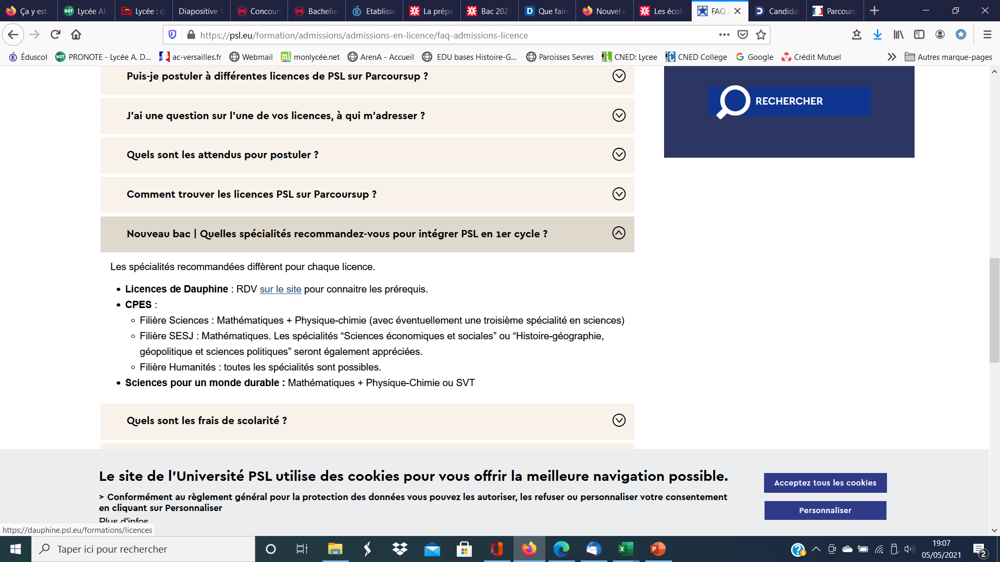 Ça y est.
Lycée AL
Lycée : q
Diapositive 1
Concours
Bachelie
Etablisse
La prépa
Bac 2021
Que faire
Nouvel o
Les école
FAQ A
Candidat
Parcours
https://psl.eu/formation/admissions/admissions-en-licence/faq-admissions-licence
Éduscol
PRONOTE - Lycée A. D...
ac-versailles.fr
Webmail
monlycée.net
ArenA - Accueil
EDU bases Histoire-G...
Paroisses Sevres
CNED: Lycee
CNED College
Google
Crédit Mutuel
Autres marque-pages
Puis-je postuler à différentes licences de PSL sur Parcoursup ?
RECHERCHER
J'ai une question sur l'une de vos licences, à qui m'adresser ?
Quels sont les attendus pour postuler ?
Comment trouver les licences PSL sur Parcoursup ?
Nouveau bac | Quelles spécialités recommandez-vous pour intégrer PSL en 1er cycle ?
Les spécialités recommandées diffèrent pour chaque licence.
• Licences de Dauphine : RDV sur le site pour connaitre les prérequis.
• CPES :
Filière Sciences : Mathématiques + Physique-chimie (avec éventuellement une troisième spécialité en sciences)
Filière SESJ : Mathématiques. Les spécialités “Sciences économiques et sociales” ou “Histoire-géographie,
géopolitique et sciences politiques” seront également appréciées.
Filière Humanités : toutes les spécialités sont possibles.
• Sciences pour un monde durable : Mathématiques + Physique-Chimie ou SVT
Quels sont les frais de scolarité ?
Le site de l'Université PSL utilise des cookies pour vous offrir la meilleure navigation possible.
> Conformément au règlement général pour la protection des données vous pouvez les autoriser, les refuser ou personnaliser votre consentement
en cliquant sur Personnaliser
Plus d'infos
Acceptez tous les cookies
Personnaliser
https://dauphine.psl.eu/formations/licences
Taper ici pour rechercher
19:07
05/05/2021
2